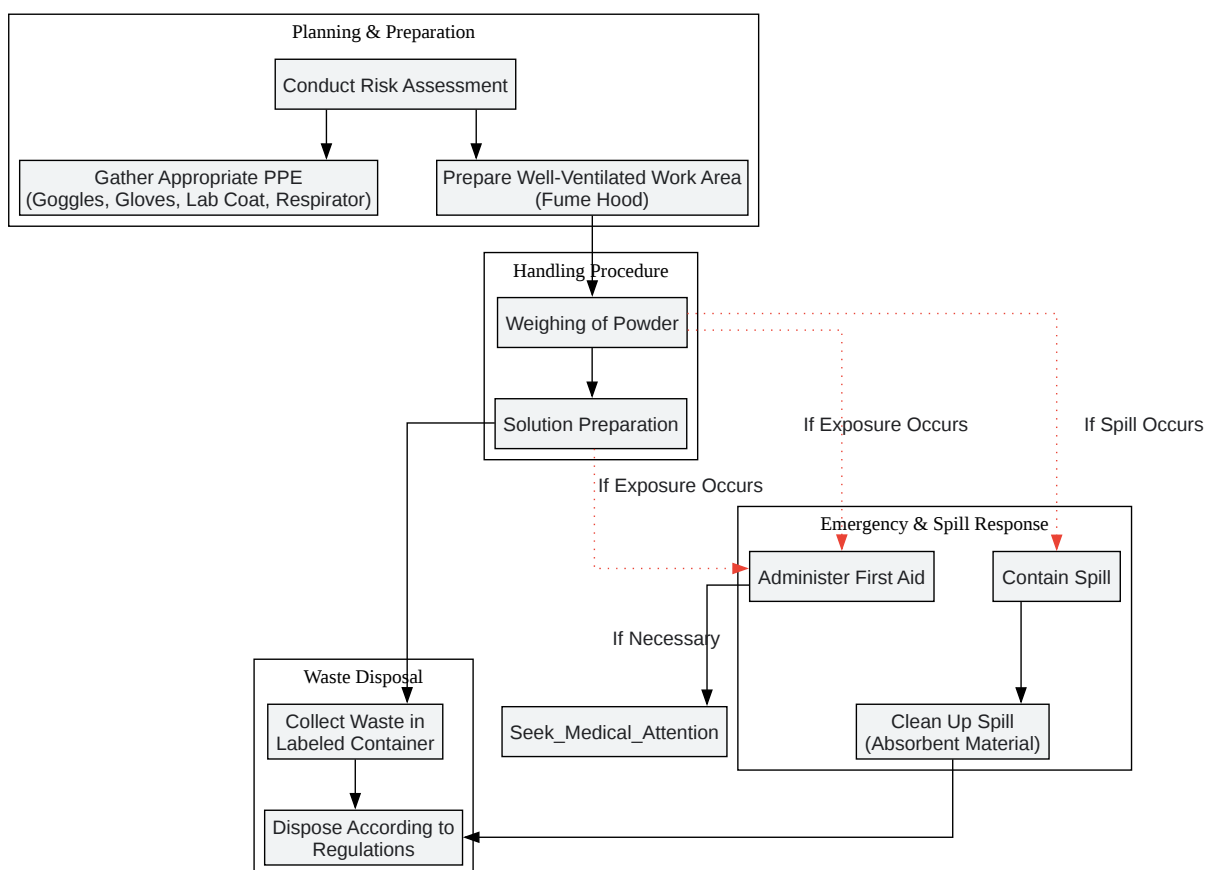 Planning & Preparation
Conduct Risk Assessment
Gather Appropriate PPE
(Goggles, Gloves, Lab Coat, Respirator)
Prepare Well-Ventilated Work Area
(Fume Hood)
Handling Procedure
Weighing of Powder
Solution Preparation
If Exposure Occurs
If Spill Occurs
If Exposure Occurs
Emergency & Spill Response
Administer First Aid
Contain Spill
If Necessary
Waste Disposal
Collect Waste in
Labeled Container
Seek_Medical_Attention
Clean Up Spill
(Absorbent Material)
Dispose According to
Regulations